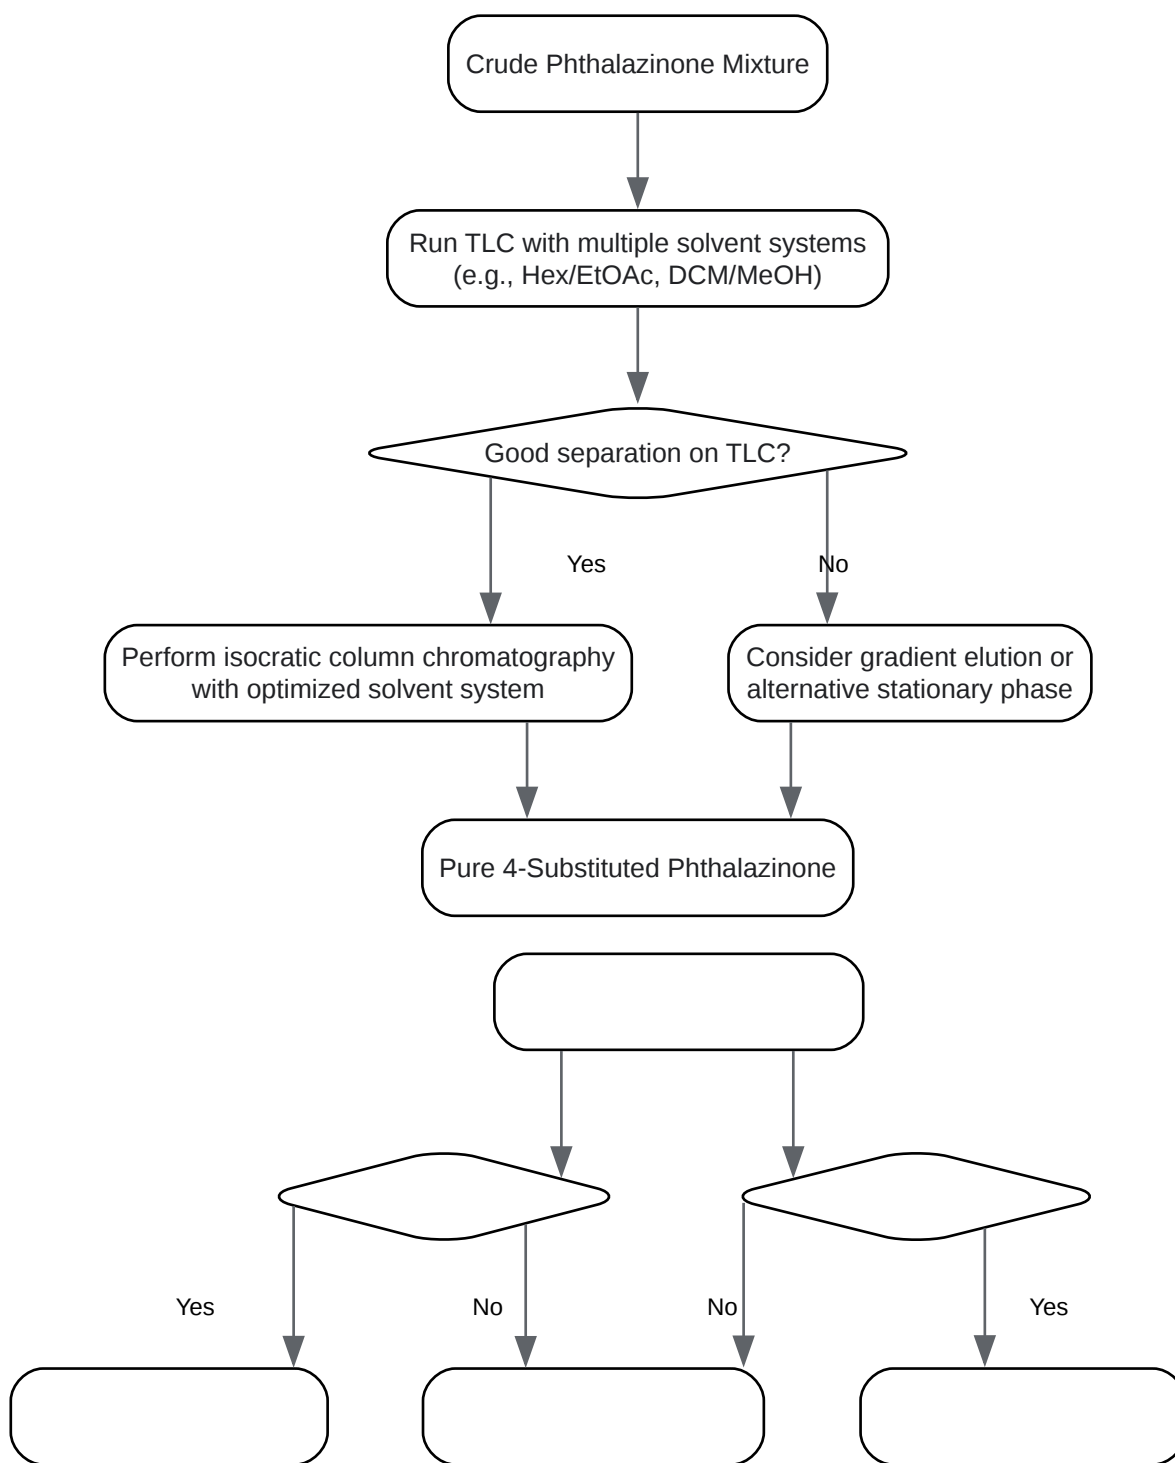 Crude Phthalazinone Mixture
Run TLC with multiple solvent systems
(e.g., Hex/EtOAc, DCM/MeOH)
Good separation on TLC?
Yes
No
Perform isocratic column chromatography
with optimized solvent system
Consider gradient elution or
alternative stationary phase
Pure 4-Substituted Phthalazinone
Yes
No
No
Yes